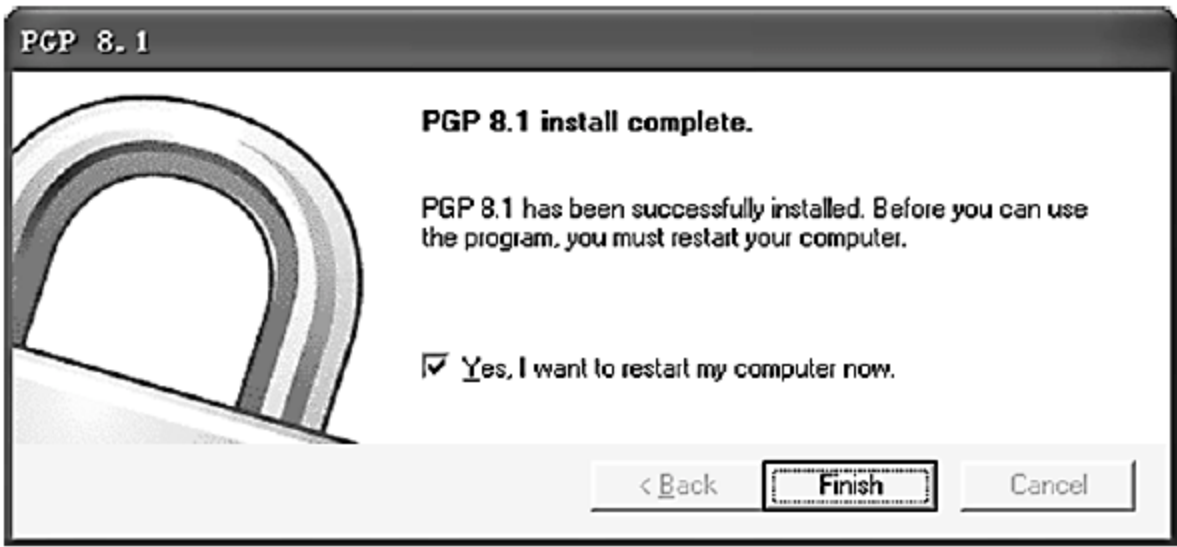 PGP 8.1
PGP 8.1 install complete.
PGP 8.1 has been successfully installed. Before you can use
the program, you must restart your computer.
Yes, I want to restart my computer now.
< Back
Finish
Cancel